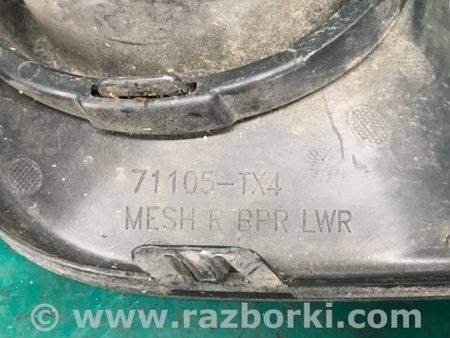 71105-TX4
MESH R BPR LWR
© www.razborki.com